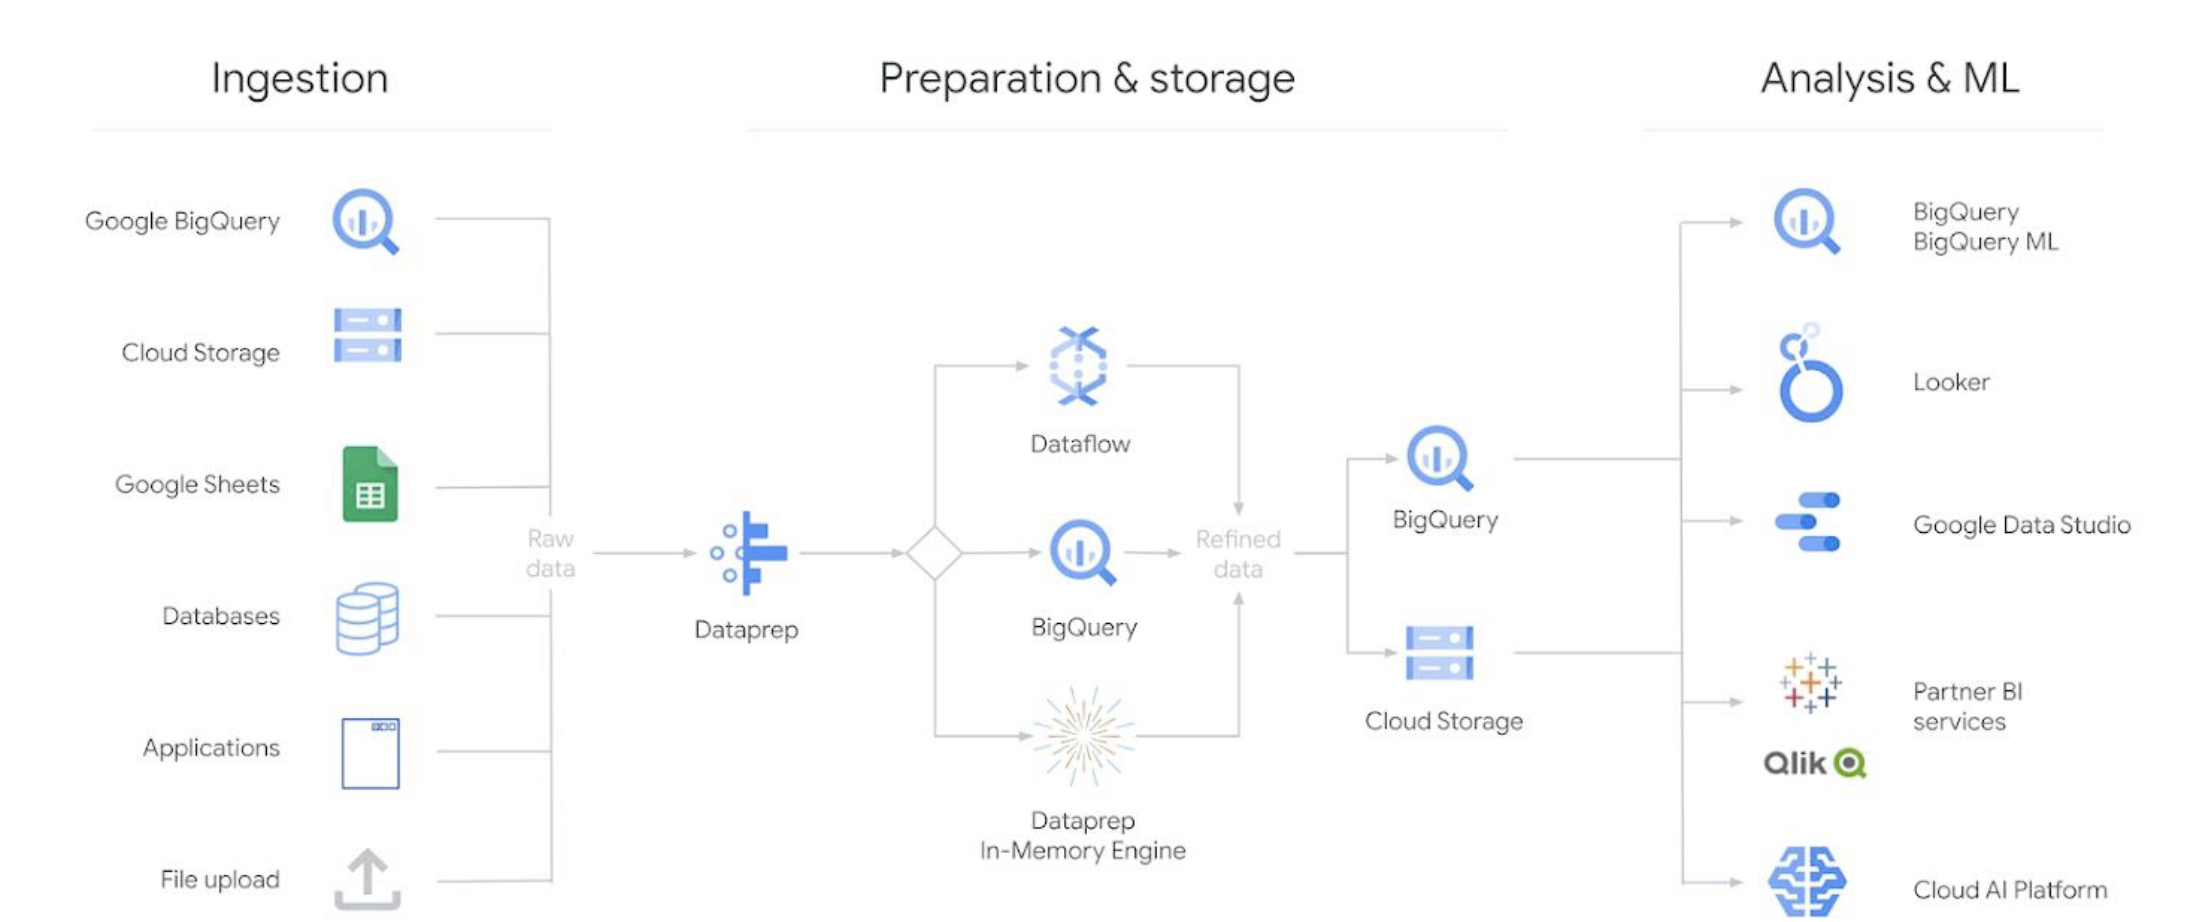 Ingestion
Preparation & storage
Analysis & ML
Google BigQuery
Cloud Storage
Google Sheets
Databases
Applications
File upload
Raw
data
Dataprep
Dataflow
BigQuery
Dataprep
In-Memory Engine
Refined
data
BigQuery
Cloud Storage
BigQuery
BigQuery ML
Looker
Google Data Studio
Partner BI
services
Qlik
Cloud AI Platform